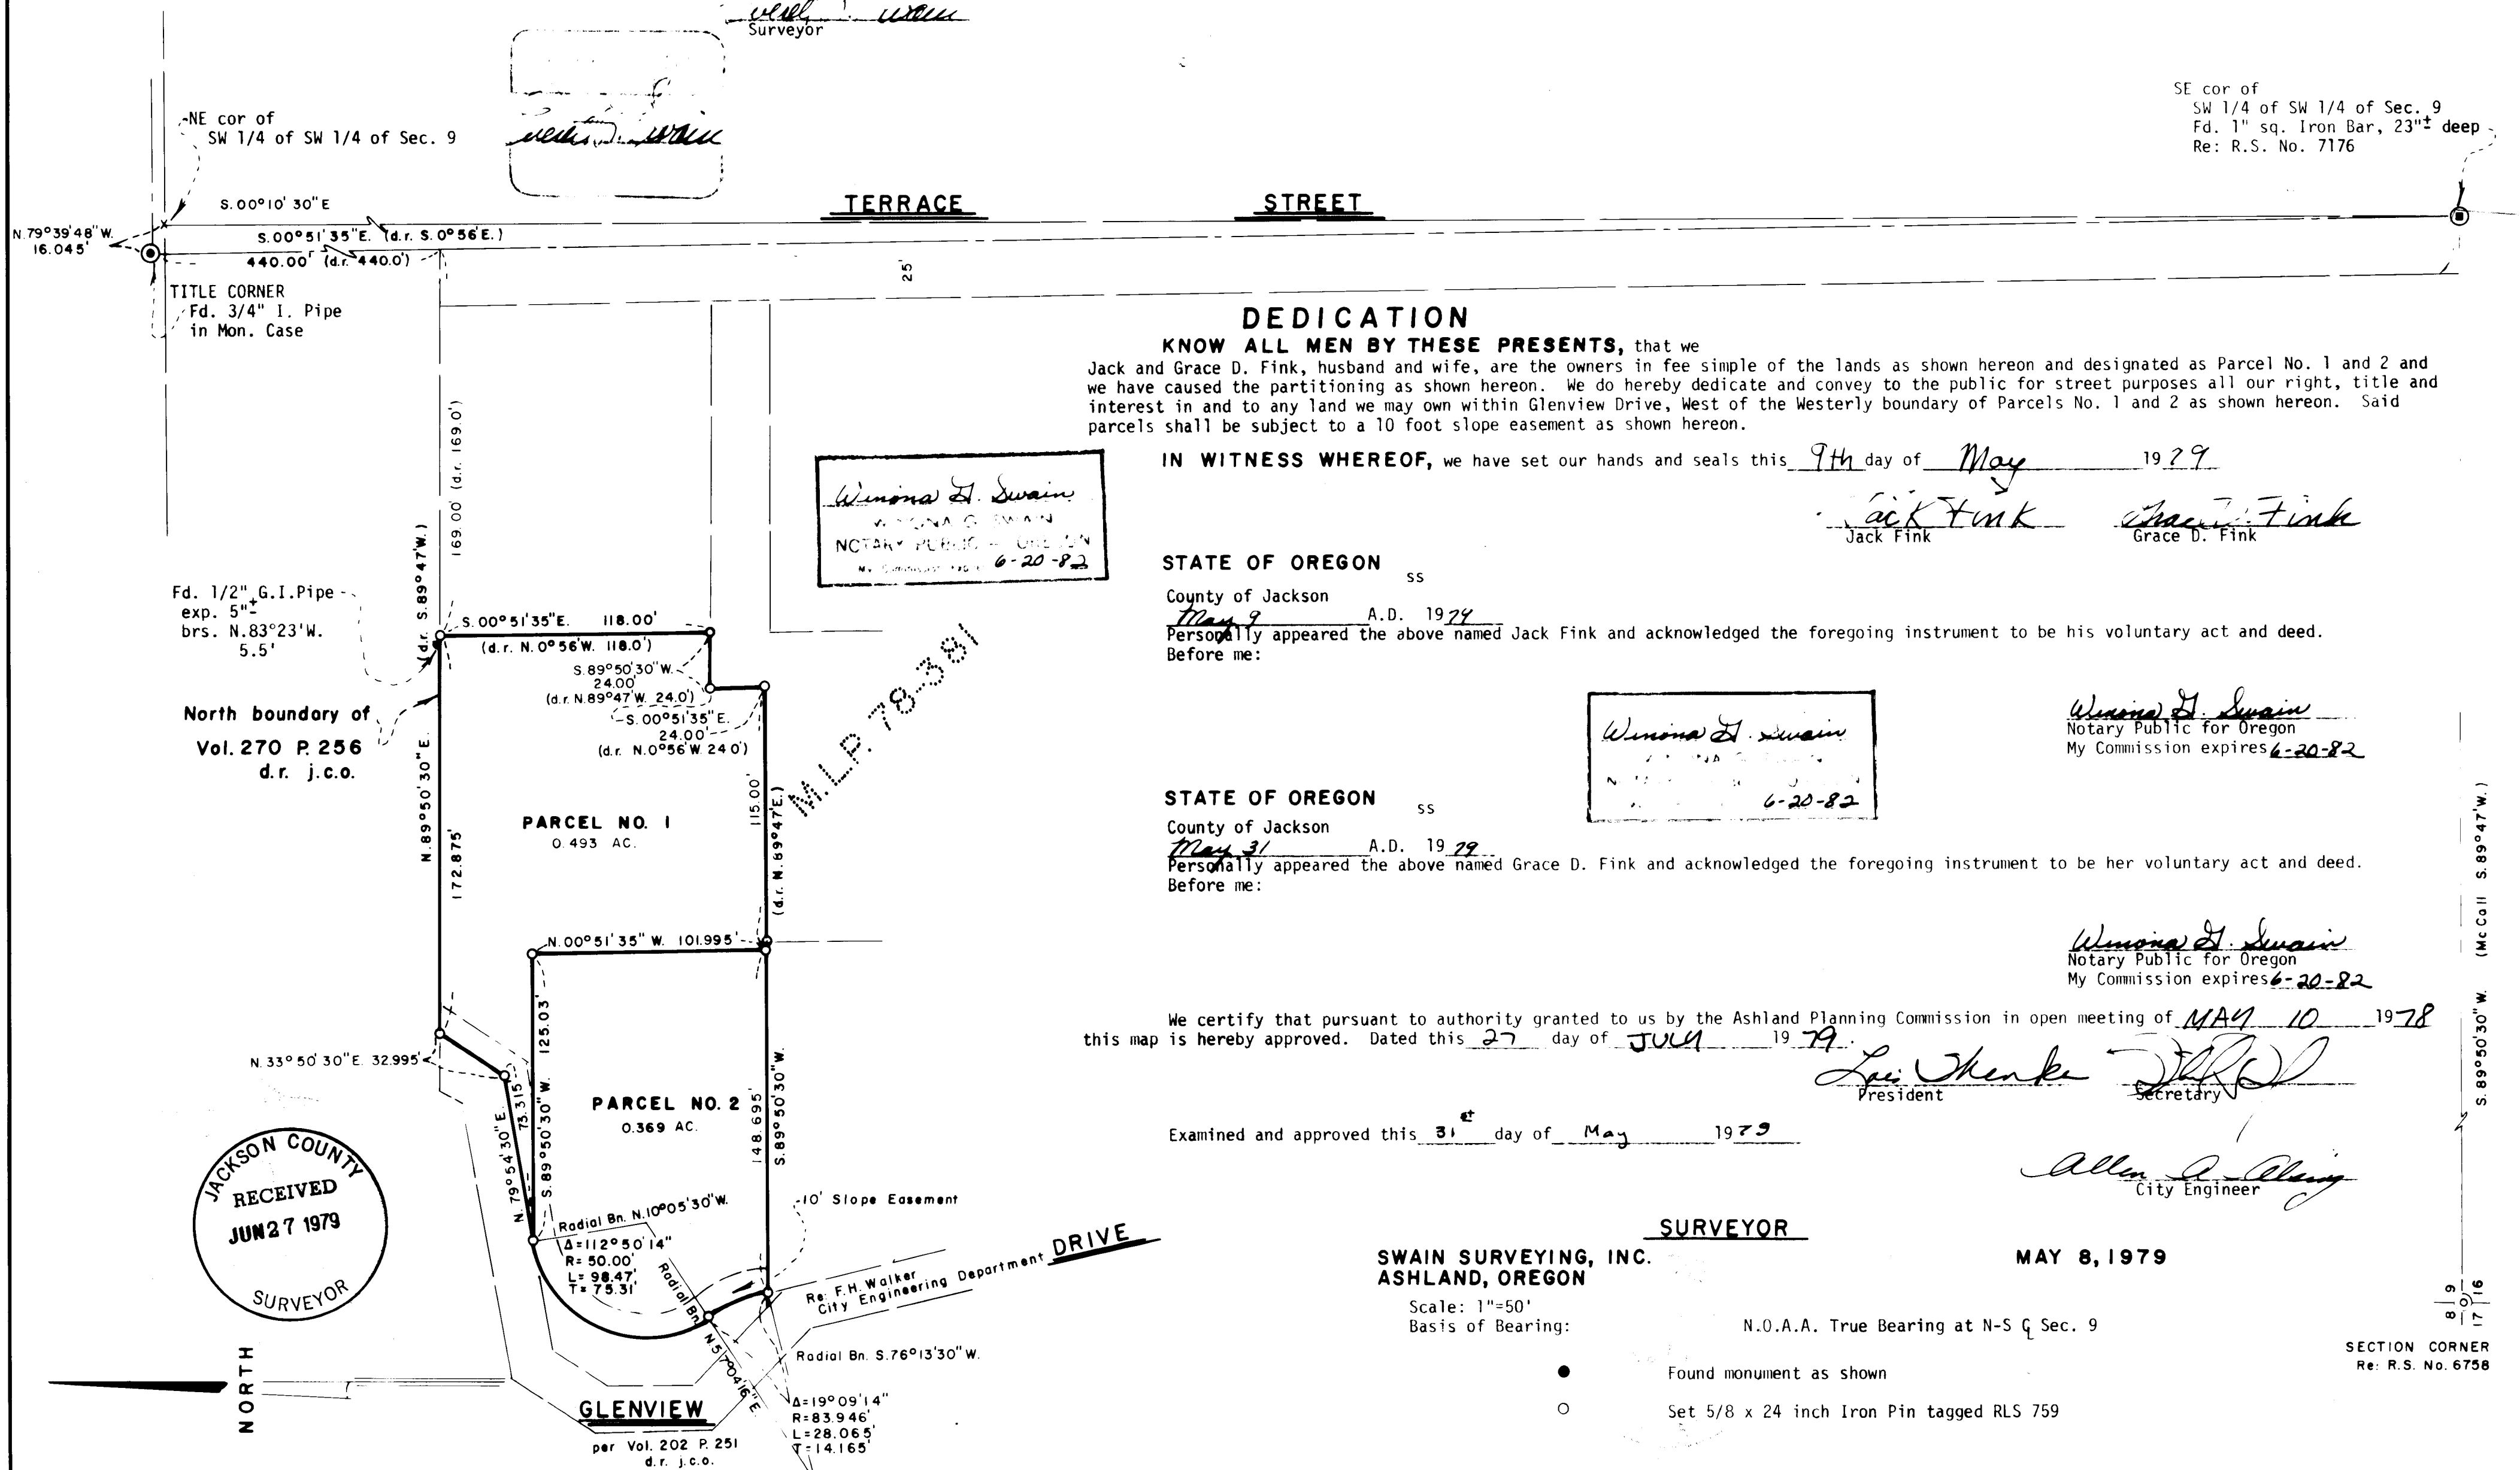 Surveyor
NE cor of
SW 1/4 of SW 1/4 of Sec. 9
SE cor of
SW 1/4 of SW 1/4 of Sec. 9
Fd. 1" sq. Iron Bar, 23"± deep
Re: R.S. No. 7176
TERRACE STREET
S.00°10'30"E
N.79°39'48"W.
16.045'
S.00°51'35"E. (d.r. S.0°56'E.)
440.00' (d.r. 440.0')
25'
TITLE CORNER
Fd. 3/4" I. Pipe
in Mon. Case
169.00' (d.r. 169.0')
(d.r. S.89°47'W.)
DEDICATION
KNOW ALL MEN BY THESE PRESENTS, that we
Jack and Grace D. Fink, husband and wife, are the owners in fee simple of the lands as shown hereon and designated as Parcel No. 1 and 2 and
we have caused the partitioning as shown hereon. We do hereby dedicate and convey to the public for street purposes all our right, title and
interest in and to any land we may own within Glenview Drive, West of the Westerly boundary of Parcels No. 1 and 2 as shown hereon. Said
parcels shall be subject to a 10 foot slope easement as shown hereon.
IN WITNESS WHEREOF, we have set our hands and seals this 9th day of May 1979
Jack Fink Grace D. Fink
Jack Fink Grace D. Fink
Winona G. Swain
WINONA G. SWAIN
NOTARY PUBLIC - OREGON
My Commission Expires 6-20-82
STATE OF OREGON
ss
County of Jackson
May 9 A.D. 1979
Personally appeared the above named Jack Fink and acknowledged the foregoing instrument to be his voluntary act and deed.
Before me:
Winona G. Swain
Notary Public for Oregon
My Commission expires 6-20-82
Winona G. Swain
6-20-82
STATE OF OREGON
ss
County of Jackson
May 31 A.D. 1979
Personally appeared the above named Grace D. Fink and acknowledged the foregoing instrument to be her voluntary act and deed.
Before me:
Winona G. Swain
Notary Public for Oregon
My Commission expires 6-20-82
We certify that pursuant to authority granted to us by the Ashland Planning Commission in open meeting of MAY 10 1978
this map is hereby approved. Dated this 27 day of JULY 1979.
President Secretary
Examined and approved this 31st day of May 1979
City Engineer
Fd. 1/2" G.I.Pipe
exp. 5"±
brs. N.83°23'W.
5.5'
S.00°51'35"E. 118.00'
(d.r. N.0°56'W. 118.0')
S.89°50'30"W.
24.00'
(d.r. N.89°47'W. 24.0')
S.00°51'35"E.
24.00'
(d.r. N.0°56'W. 24.0')
M.L.P. 78-381
North boundary of
Vol. 270 P. 256
d.r. j.c.o.
N.89°50'30"E.
172.875'
PARCEL NO. 1
0.493 AC.
115.00'
(d.r. N.89°47'E.)
N.00°51'35"W. 101.995'
N.33°50'30"E. 32.995'
N.79°54'30"E.
73.315'
S.89°50'30"W. 125.03'
PARCEL NO. 2
0.369 AC.
148.695'
S.89°50'30"W.
JACKSON COUNTY
RECEIVED
JUN 27 1979
SURVEYOR
Radial Bn. N.10°05'30"W.
Δ=112°50'14"
R=50.00'
L=98.47'
T=75.31'
10' Slope Easement
Radial Bn. N.57°04'16"E.
Re: F.H. Walker
City Engineering Department
GLENVIEW DRIVE
per Vol. 202 P. 251
d.r. j.c.o.
Radial Bn. S.76°13'30"W.
Δ=19°09'14"
R=83.946'
L=28.065'
T=14.165'
NORTH
SURVEYOR
SWAIN SURVEYING, INC.
ASHLAND, OREGON
MAY 8, 1979
Scale: 1"=50'
Basis of Bearing: N.O.A.A. True Bearing at N-S ℄ Sec. 9
Found monument as shown
Set 5/8 x 24 inch Iron Pin tagged RLS 759
S.89°50'30"W. (McCall S.89°47'W.)
8 9
17 16
SECTION CORNER
Re: R.S. No. 6758